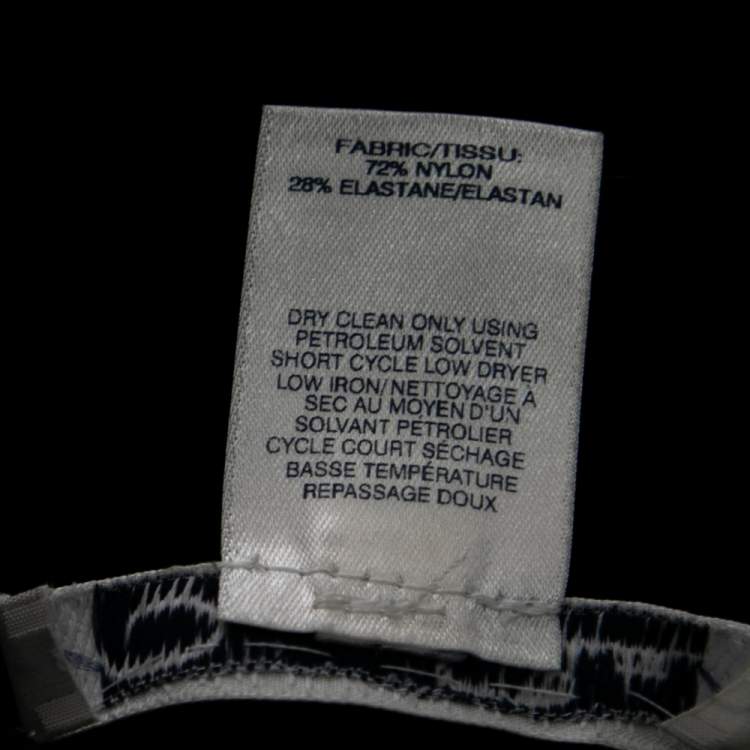 FABRIC/TISSU:
72% NYLON
28% ELASTANE/ELASTAN
DRY CLEAN ONLY USING
PETROLEUM SOLVENT
SHORT CYCLE LOW DRYER
LOW IRON/NETTOYAGE À
SEC AU MOYEN D'UN
SOLVANT PÉTROLIER
CYCLE COURT SÉCHAGE
BASSE TEMPÉRATURE
REPASSAGE DOUX